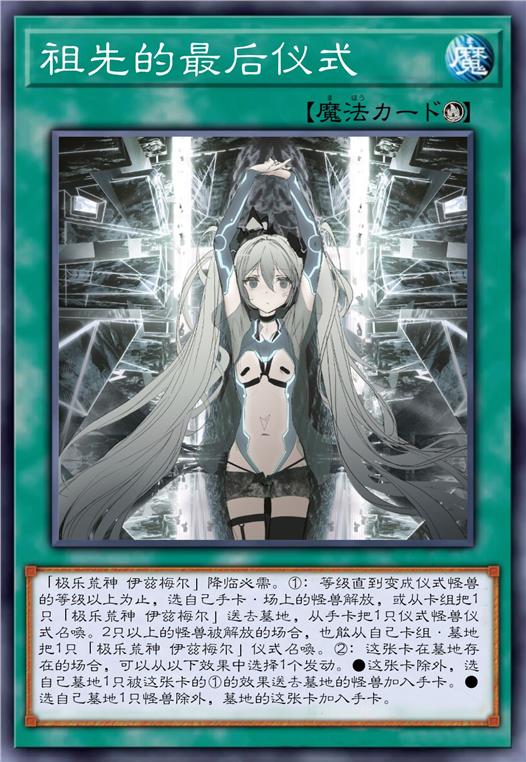 祖先的最后仪式
魔
【魔法カード】
ま ほう
「极乐荒神 伊兹梅尔」降临必需。①：等级直到变成仪式怪兽
的等级以上为止，选自己手卡·场上的怪兽解放，或从卡组把1
只「极乐荒神 伊兹梅尔」送去墓地，从手卡把1只仪式怪兽仪
式召唤。2只以上的怪兽被解放的场合，也能从自己卡组·墓地
把1只「极乐荒神 伊兹梅尔」仪式召唤。②：这张卡在墓地存
在的场合，可以从以下效果中选择1个发动。●这张卡除外，选
自己墓地1只被这张卡的①的效果送去墓地的怪兽加入手卡。●
选自己墓地1只怪兽除外，墓地的这张卡加入手卡。